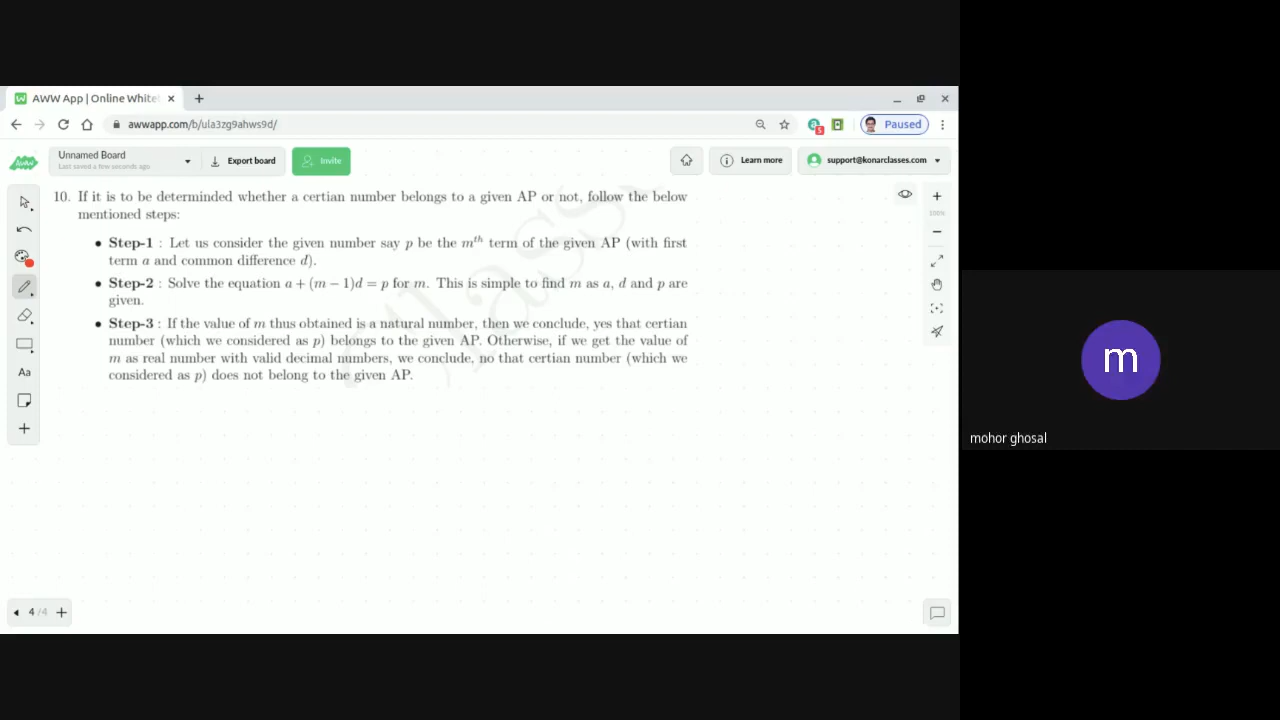 AWW App | Online White
awwapp.com/b/ula3zg9ahws9d/
Paused
Unnamed Board
Last saved a few seconds ago
Export board
Invite
Learn more
support@konarclasses.com
10. If it is to be determinded whether a certian number belongs to a given AP or not, follow the below
mentioned steps:
• Step-1 : Let us consider the given number say p be the mth term of the given AP (with first
term a and common difference d).
• Step-2 : Solve the equation a + (m − 1)d = p for m. This is simple to find m as a, d and p are
given.
• Step-3 : If the value of m thus obtained is a natural number, then we conclude, yes that certian
number (which we considered as p) belongs to the given AP. Otherwise, if we get the value of
m as real number with valid decimal numbers, we conclude, no that certian number (which we
considered as p) does not belong to the given AP.
100%
Aa
4 /4
m
mohor ghosal